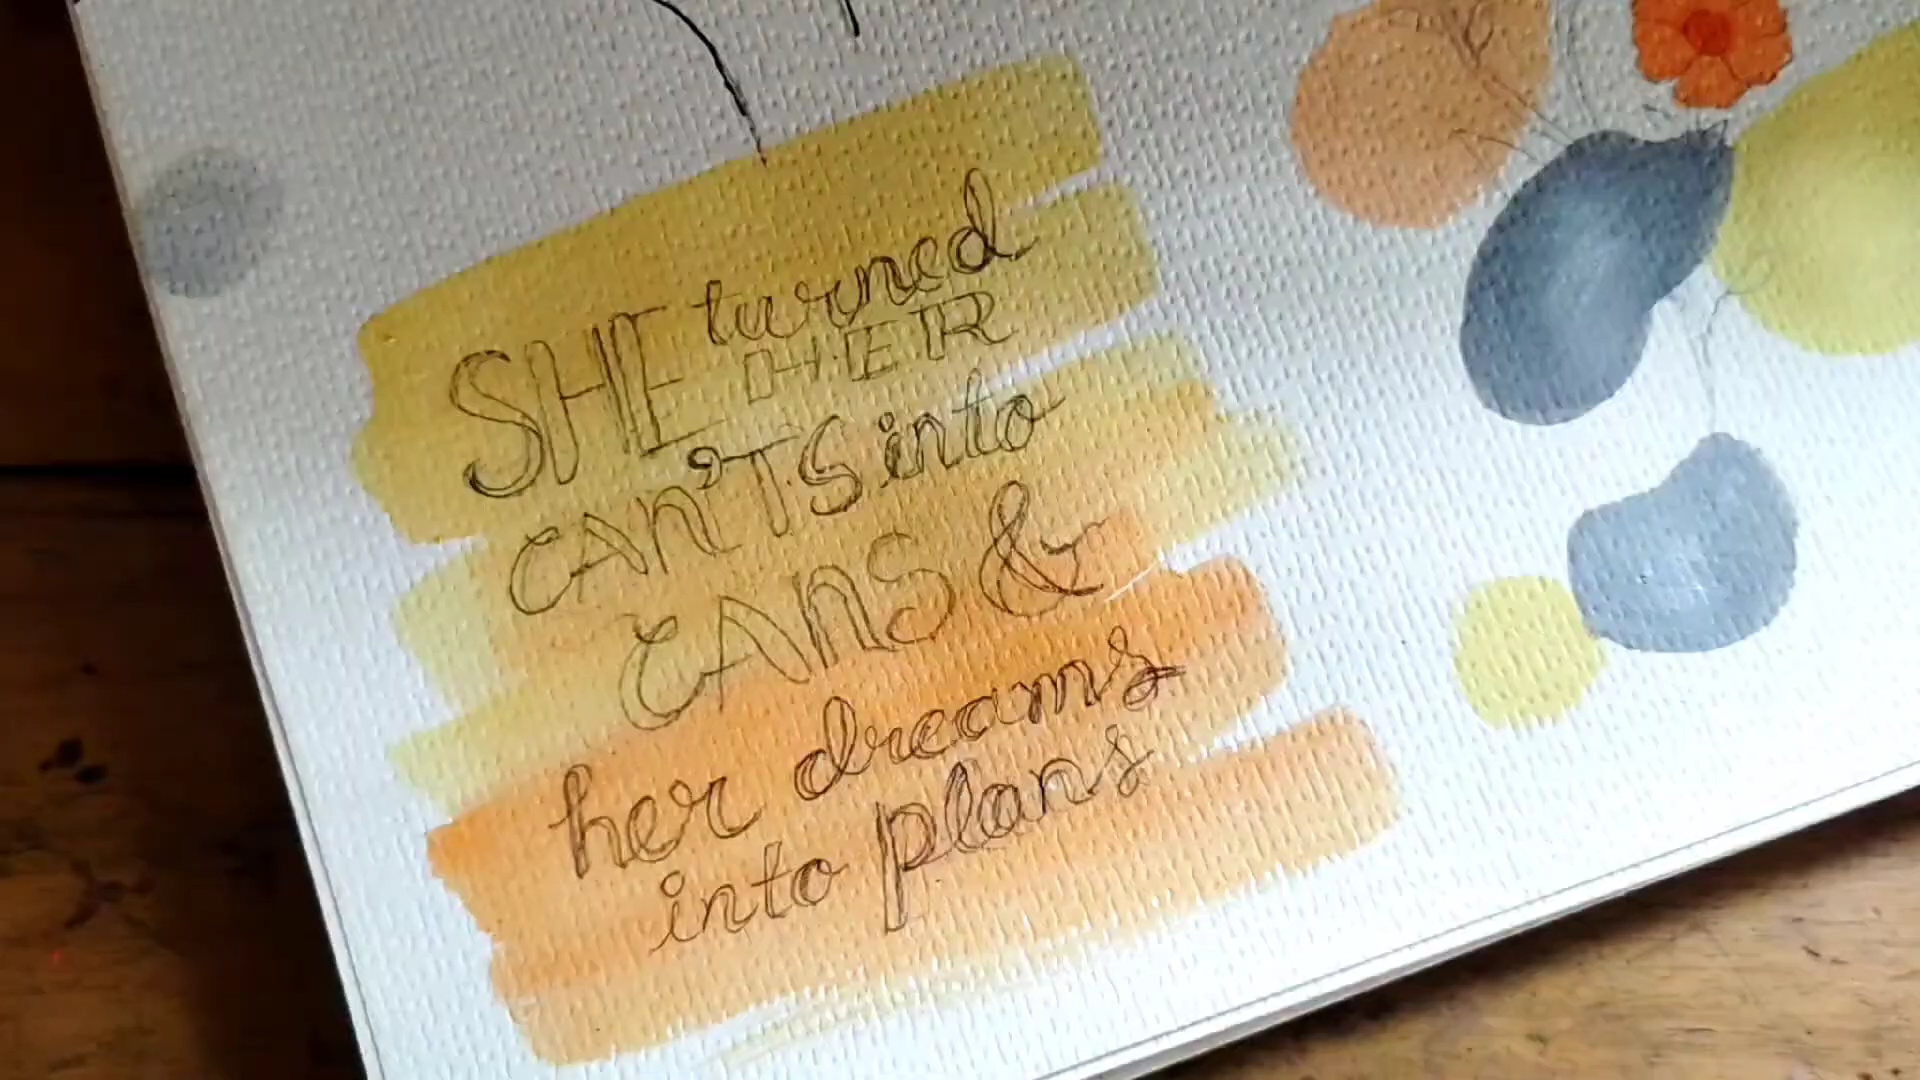 SHE turned
HER
CAN'TS into
CANS &
her dreams
into plans